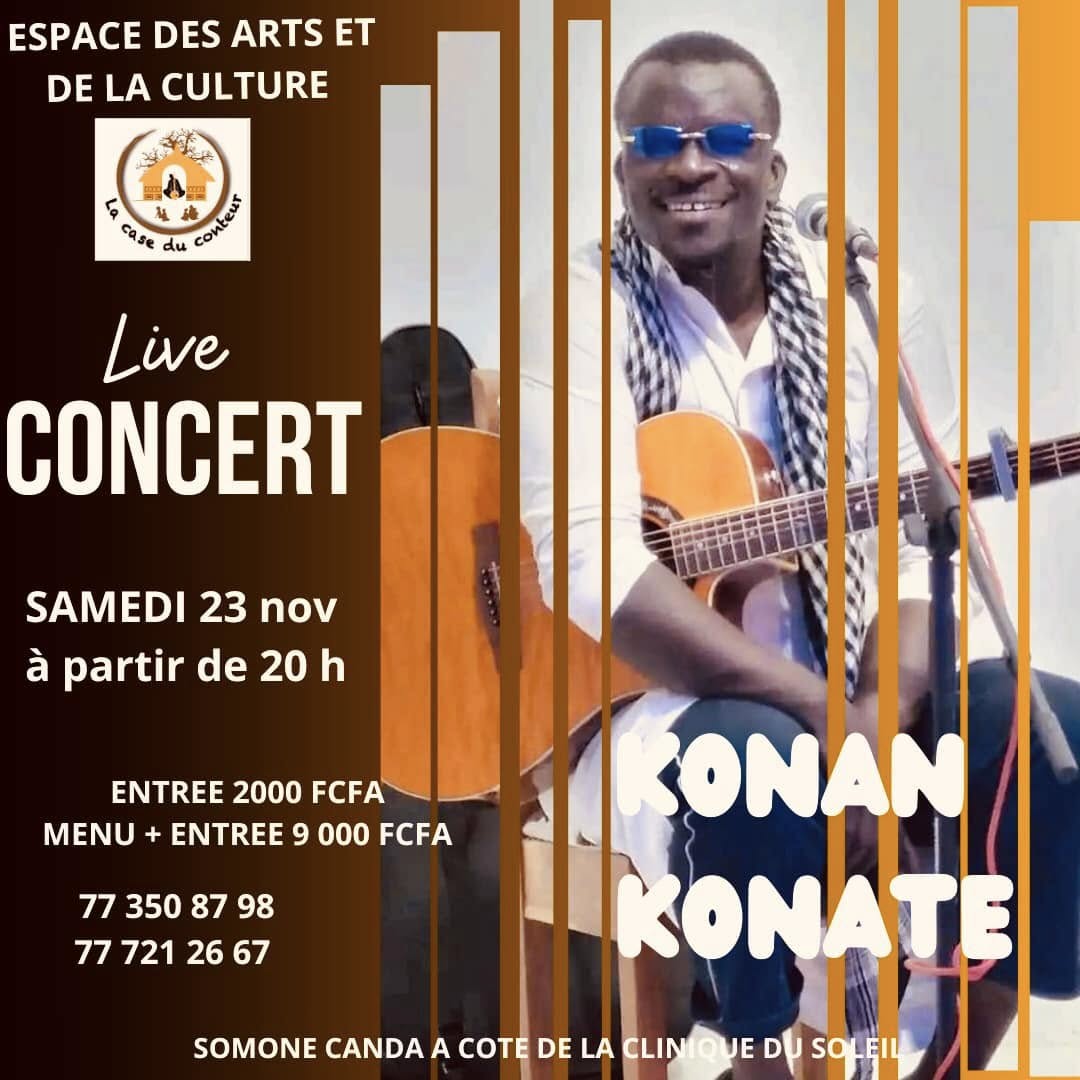 ESPACE DES ARTS ET
DE LA CULTURE
La case du conteur
Live
CONCERT
SAMEDI 23 nov
à partir de 20 h
ENTREE 2000 FCFA
MENU + ENTREE 9 000 FCFA
77 350 87 98
77 721 26 67
KONAN
KONATE
SOMONE CANDA A COTE DE LA CLINIQUE DU SOLEIL